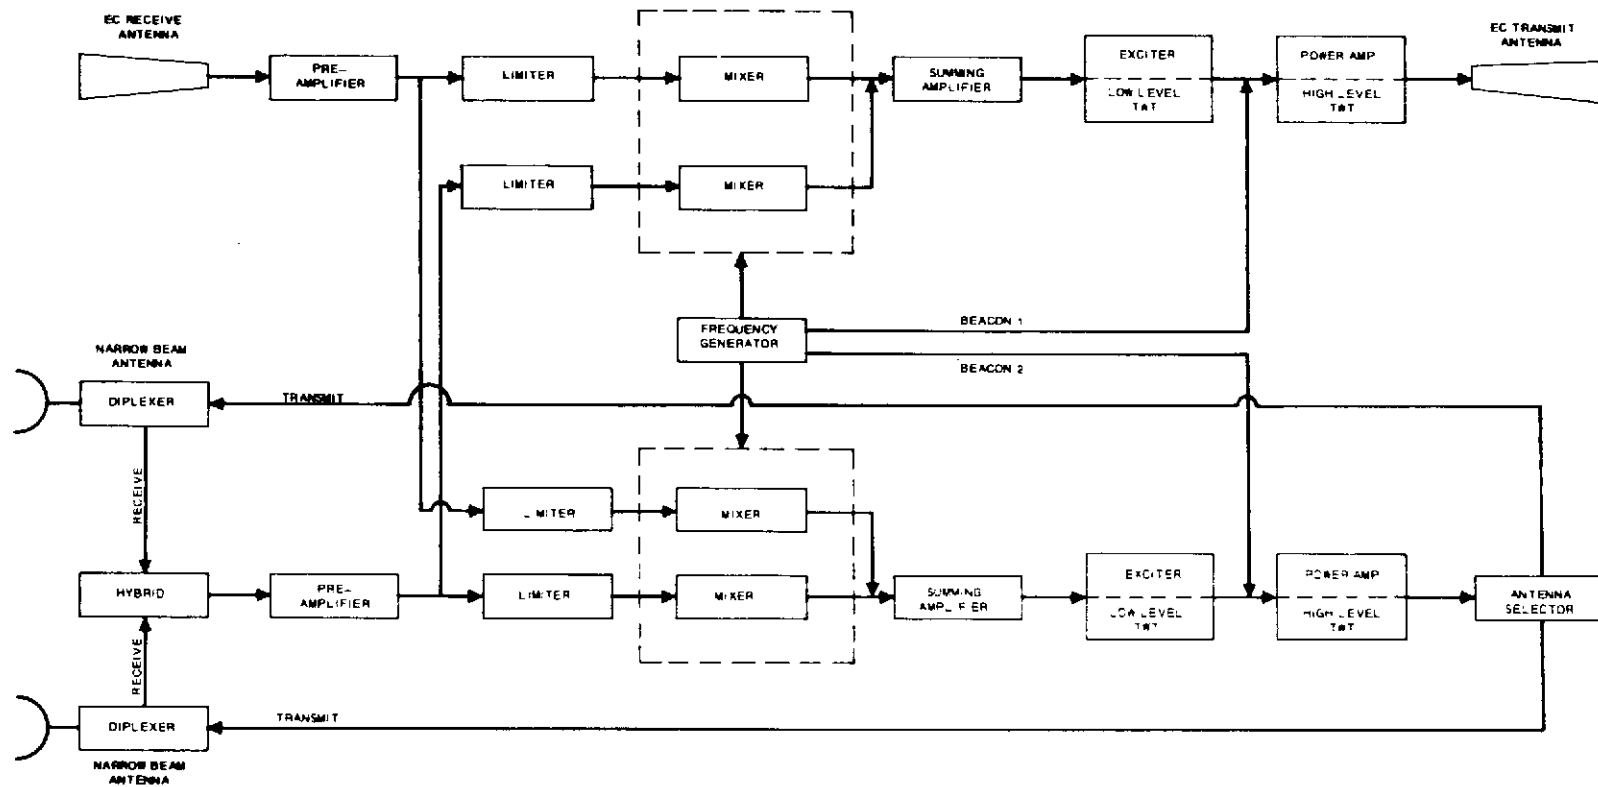 EC RECEIVE
ANTENNA
PRE-
AMPLIFIER
LIMITER
MIXER
SUMMING
AMPLIFIER
EXCITER
LOW LEVEL
TWT
POWER AMP
HIGH LEVEL
TWT
EC TRANSMIT
ANTENNA
LIMITER
MIXER
FREQUENCY
GENERATOR
BEACON 1
BEACON 2
NARROW BEAM
ANTENNA
DIPLEXER
TRANSMIT
RECEIVE
LIMITER
MIXER
HYBRID
PRE-
AMPLIFIER
LIMITER
MIXER
SUMMING
AMPLIFIER
EXCITER
LOW LEVEL
TWT
POWER AMP
HIGH LEVEL
TWT
ANTENNA
SELECTOR
RECEIVE
DIPLEXER
TRANSMIT
NARROW BEAM
ANTENNA